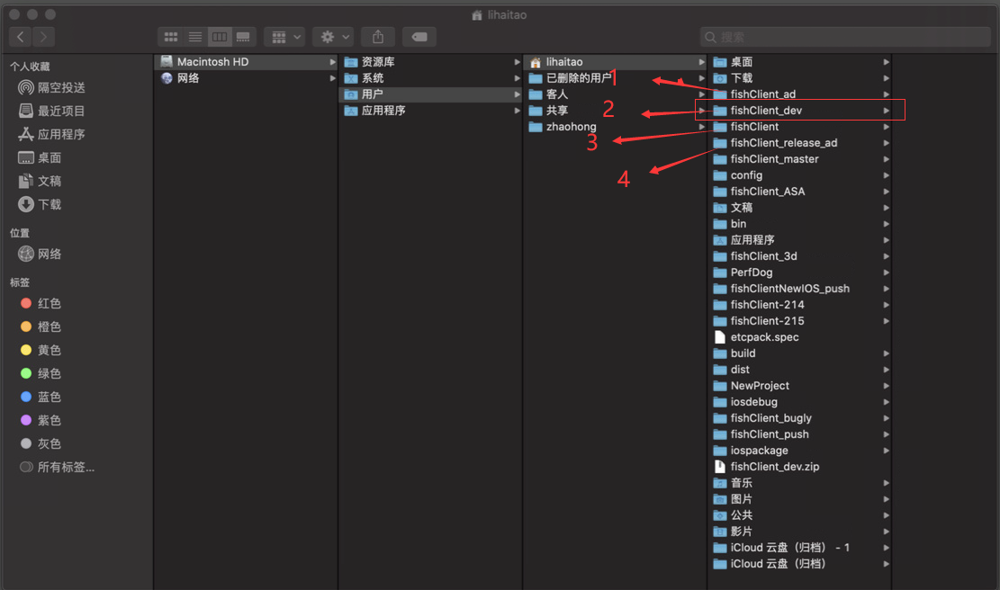 lihaitao
搜索
个人收藏
隔空投送
最近项目
应用程序
桌面
文稿
下载
位置
网络
标签
红色
橙色
黄色
绿色
蓝色
紫色
灰色
所有标签...
Macintosh HD
网络
资源库
系统
用户
应用程序
lihaitao
已删除的用户
客人
共享
zhaohong
1
2
3
4
桌面
下载
fishClient_ad
fishClient_dev
fishClient
fishClient_release_ad
fishClient_master
config
fishClient_ASA
文稿
bin
应用程序
fishClient_3d
PerfDog
fishClientNewIOS_push
fishClient-214
fishClient-215
etcpack.spec
build
dist
NewProject
iosdebug
fishClient_bugly
fishClient_push
iospackage
fishClient_dev.zip
音乐
图片
公共
影片
iCloud 云盘（归档） - 1
iCloud 云盘（归档）